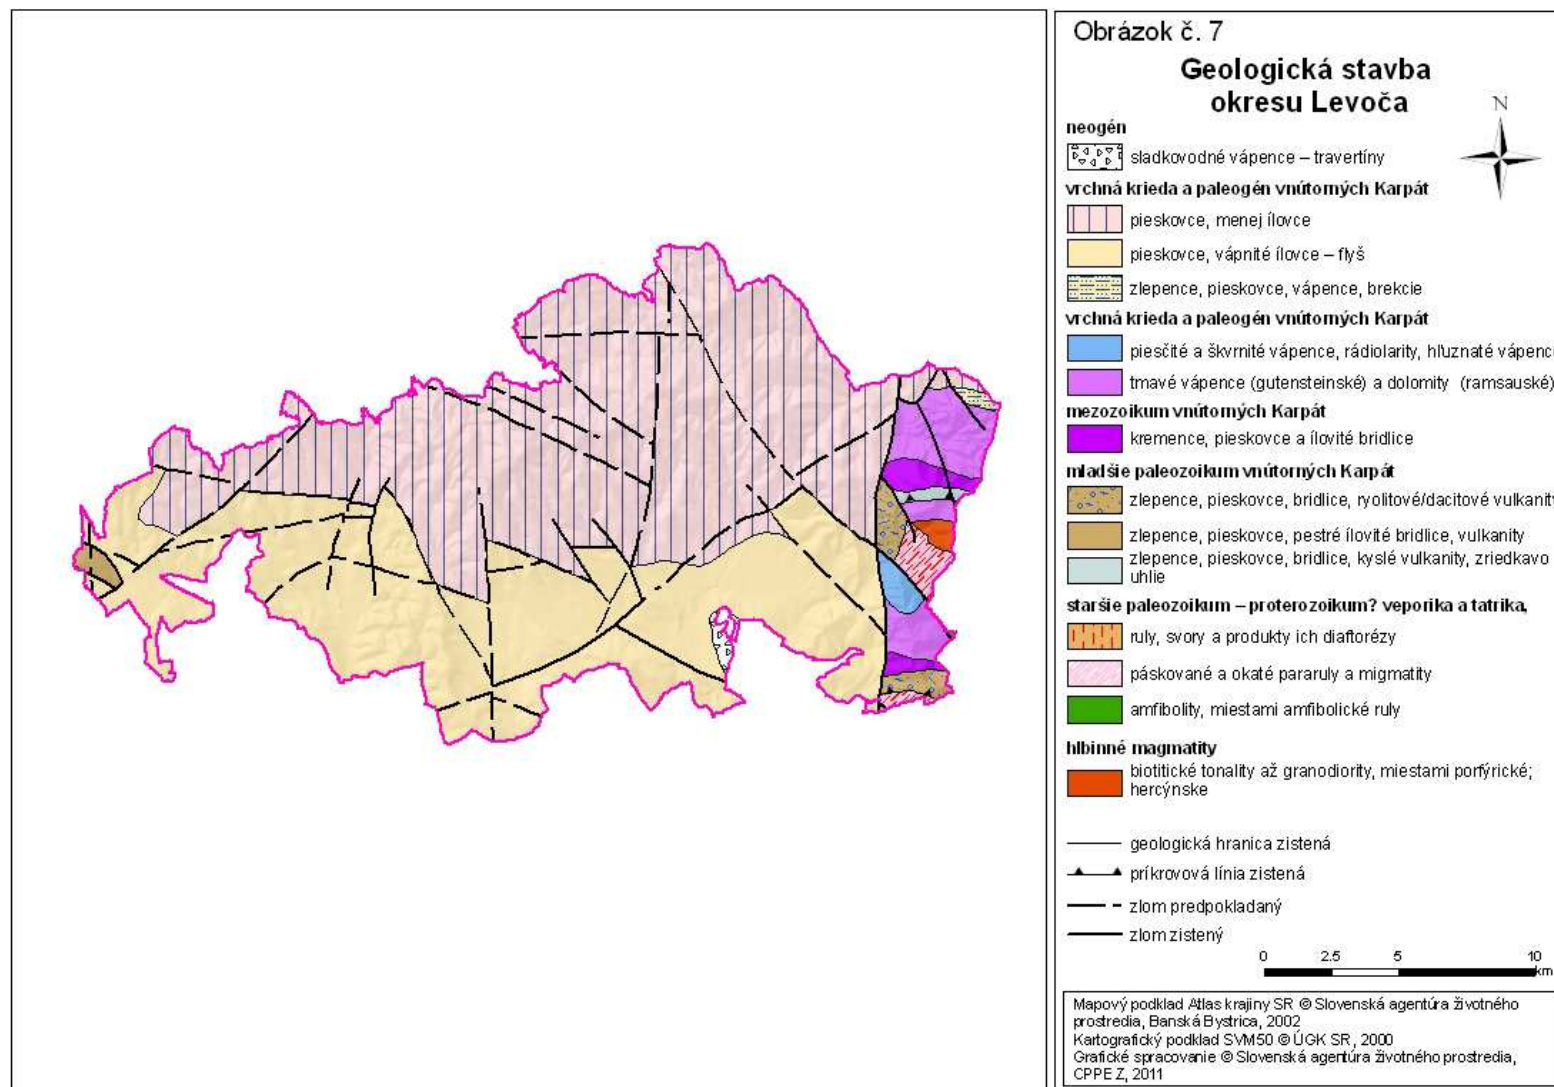 Obrázok č. 7
Geologická stavba
okresu Levoča
N
neogén
sladkovodné vápence – travertíny
vrchná krieda a paleogén vnútorných Karpát
pieskovce, menej ílovce
pieskovce, vápnité ílovce – flyš
zlepence, pieskovce, vápence, brekcie
vrchná krieda a paleogén vnútorných Karpát
piesčité a škvrnité vápence, rádiolarity, hľuznaté vápence
tmavé vápence (gutensteinské) a dolomity (ramsauské)
mezozoikum vnútorných Karpát
kremence, pieskovce a ílovité bridlice
mladšie paleozoikum vnútorných Karpát
zlepence, pieskovce, bridlice, ryolitové/dacitové vulkanity
zlepence, pieskovce, pestré ílovité bridlice, vulkanity
zlepence, pieskovce, bridlice, kyslé vulkanity, zriedkavo
uhlie
staršie paleozoikum – proterozoikum? veporika a tatrika,
ruly, svory a produkty ich diaftorézy
páskované a okaté pararuly a migmatity
amfibolity, miestami amfibolické ruly
hlbinné magmatity
biotitické tonality až granodiority, miestami porfýrické;
hercýnske
geologická hranica zistená
príkrovová línia zistená
zlom predpokladaný
zlom zistený
0 2.5 5 10
km
Mapový podklad Atlas krajiny SR © Slovenská agentúra životného
prostredia, Banská Bystrica, 2002
Kartografický podklad SVM50 © ÚGK SR, 2000
Grafické spracovanie © Slovenská agentúra životného prostredia,
CPPEZ, 2011